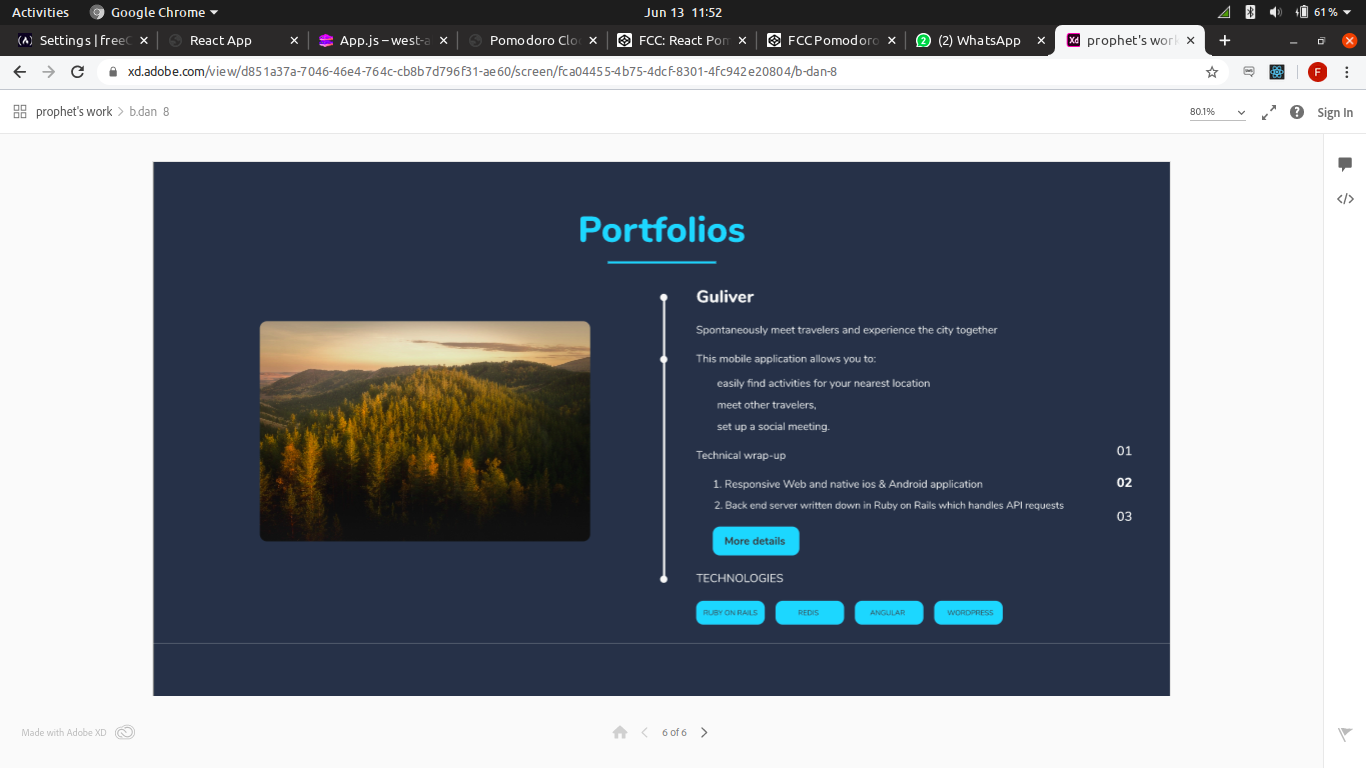 Activities Google Chrome Jun 13 11:52 61 %
Settings | freeC React App App.js – west-a Pomodoro Clo FCC: React Pom FCC Pomodoro (2) WhatsApp prophet's work
xd.adobe.com/view/d851a37a-7046-46e4-764c-cb8b7d796f31-ae60/screen/fca04455-4b75-4dcf-8301-4fc942e20804/b-dan-8
prophet's work > b.dan 8 80.1% Sign In
Portfolios
Guliver
Spontaneously meet travelers and experience the city together
This mobile application allows you to:
easily find activities for your nearest location
meet other travelers,
set up a social meeting.
Technical wrap-up
01
1. Responsive Web and native ios & Android application
02
2. Back end server written down in Ruby on Rails which handles API requests
03
More details
TECHNOLOGIES
RUBY ON RAILS REDIS ANGULAR WORDPRESS
Made with Adobe XD 6 of 6